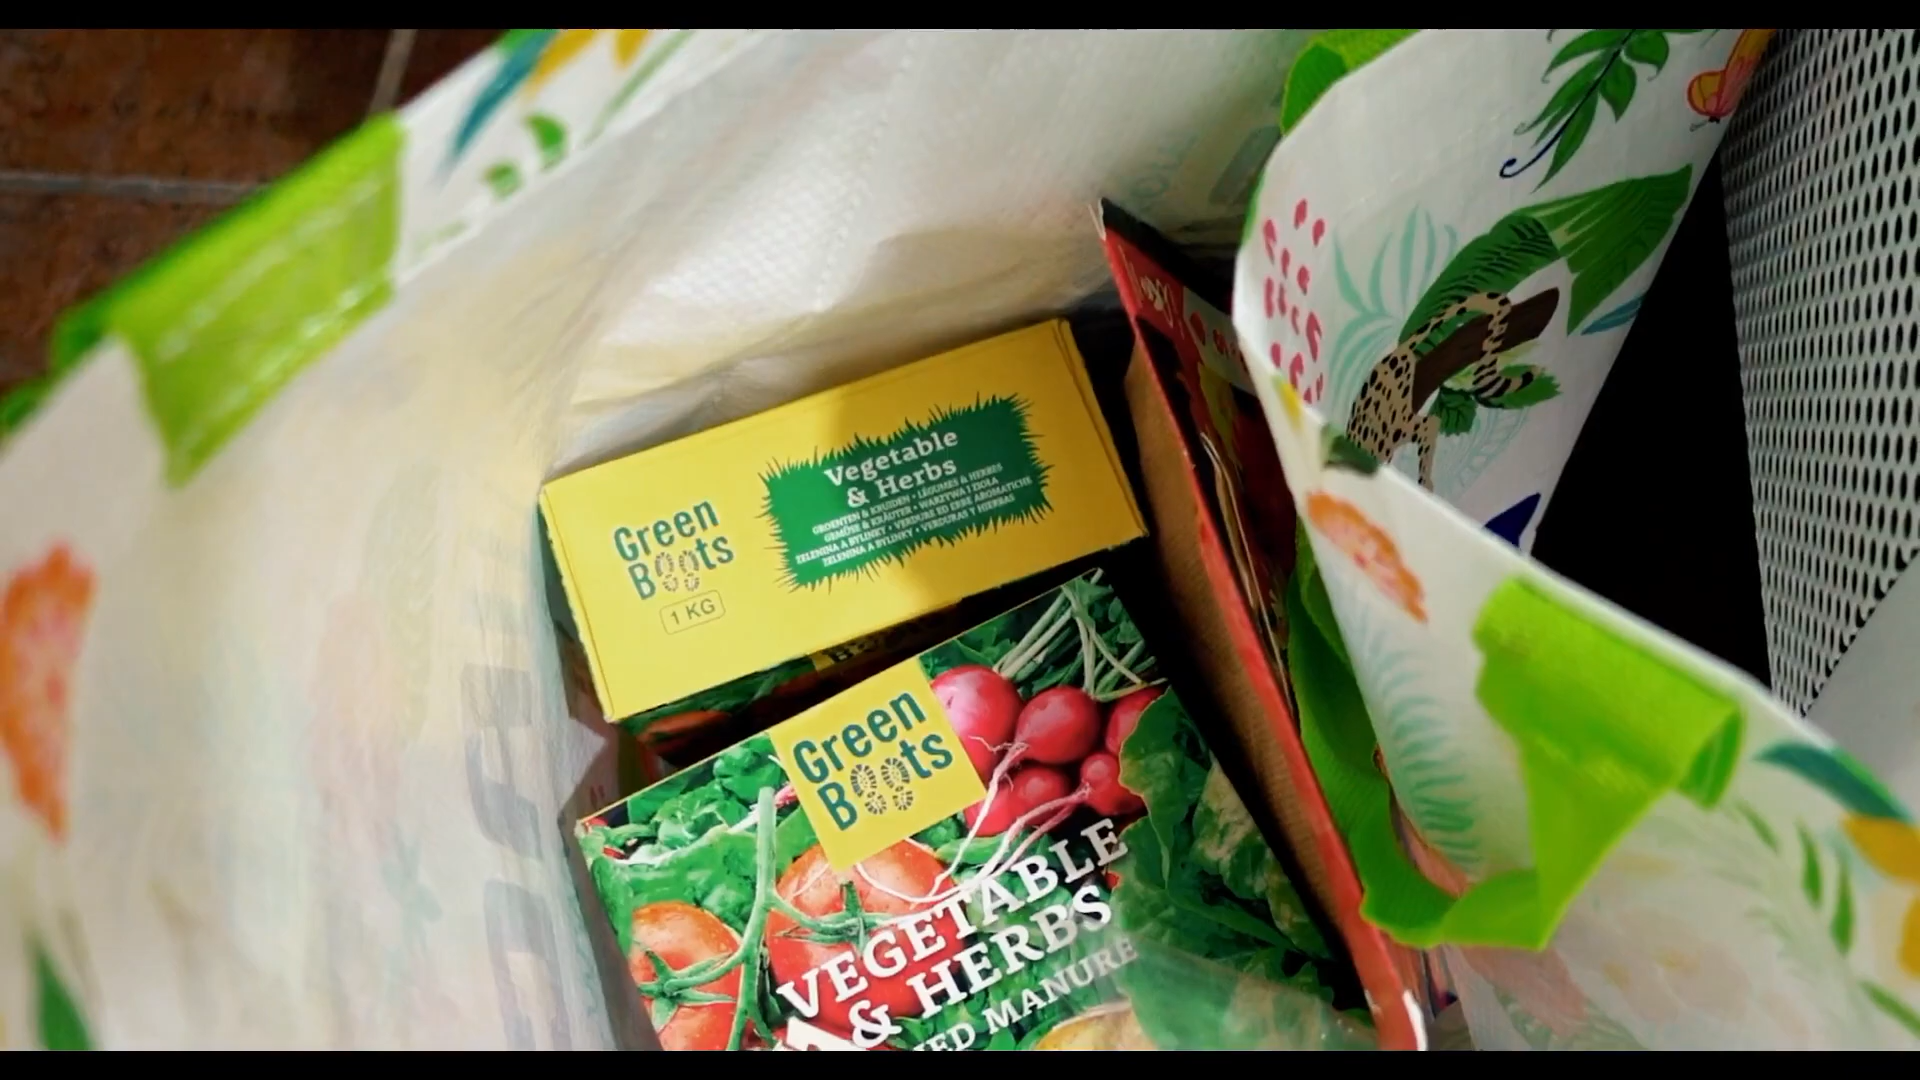 Green
Boots
1 KG
Vegetable
& Herbs
GROENTEN & KRUIDEN • LÉGUMES & HERBES
GEMÜSE & KRÄUTER • WARZYWA I ZIOŁA
ZELENINA A BYLINKY • VERDURE ED ERBE AROMATICHE
ZELENINA A BYLINKY • VERDURAS Y HIERBAS
Green
Boots
VEGETABLE
& HERBS
MANURE